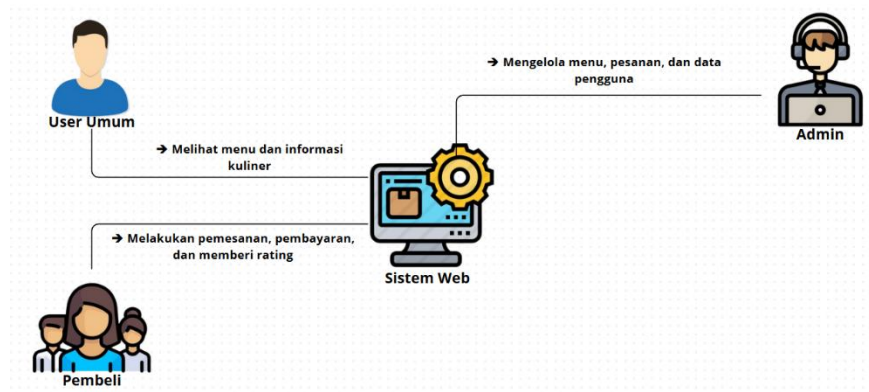 ➔ Mengelola menu, pesanan, dan data
pengguna
User Umum
Admin
➔ Melihat menu dan informasi
kuliner
➔ Melakukan pemesanan, pembayaran,
dan memberi rating
Sistem Web
Pembeli